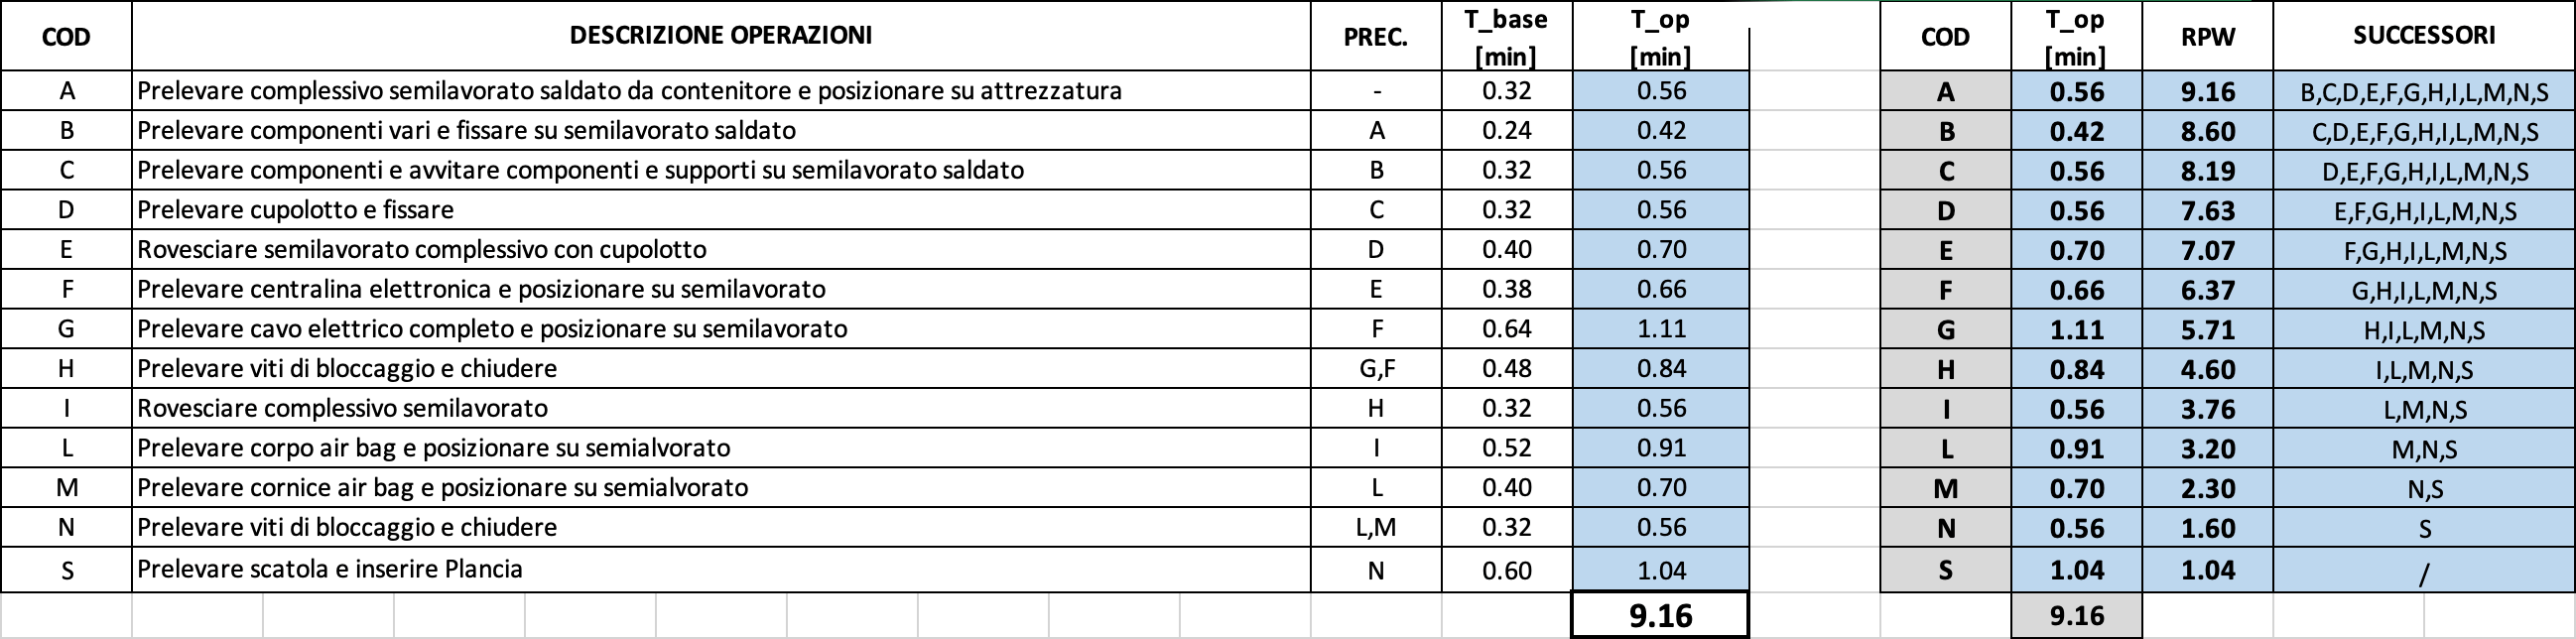 COD DESCRIZIONE OPERAZIONI PREC. T_base [min] T_op [min] COD T_op [min] RPW SUCCESSORI
A Prelevare complessivo semilavorato saldato da contenitore e posizionare su attrezzatura - 0.32 0.56 A 0.56 9.16 B,C,D,E,F,G,H,I,L,M,N,S
B Prelevare componenti vari e fissare su semilavorato saldato A 0.24 0.42 B 0.42 8.60 C,D,E,F,G,H,I,L,M,N,S
C Prelevare componenti e avvitare componenti e supporti su semilavorato saldato B 0.32 0.56 C 0.56 8.19 D,E,F,G,H,I,L,M,N,S
D Prelevare cupolotto e fissare C 0.32 0.56 D 0.56 7.63 E,F,G,H,I,L,M,N,S
E Rovesciare semilavorato complessivo con cupolotto D 0.40 0.70 E 0.70 7.07 F,G,H,I,L,M,N,S
F Prelevare centralina elettronica e posizionare su semilavorato E 0.38 0.66 F 0.66 6.37 G,H,I,L,M,N,S
G Prelevare cavo elettrico completo e posizionare su semilavorato F 0.64 1.11 G 1.11 5.71 H,I,L,M,N,S
H Prelevare viti di bloccaggio e chiudere G,F 0.48 0.84 H 0.84 4.60 I,L,M,N,S
I Rovesciare complessivo semilavorato H 0.32 0.56 I 0.56 3.76 L,M,N,S
L Prelevare corpo air bag e posizionare su semialvorato I 0.52 0.91 L 0.91 3.20 M,N,S
M Prelevare cornice air bag e posizionare su semialvorato L 0.40 0.70 M 0.70 2.30 N,S
N Prelevare viti di bloccaggio e chiudere L,M 0.32 0.56 N 0.56 1.60 S
S Prelevare scatola e inserire Plancia N 0.60 1.04 S 1.04 1.04 /
9.16 9.16